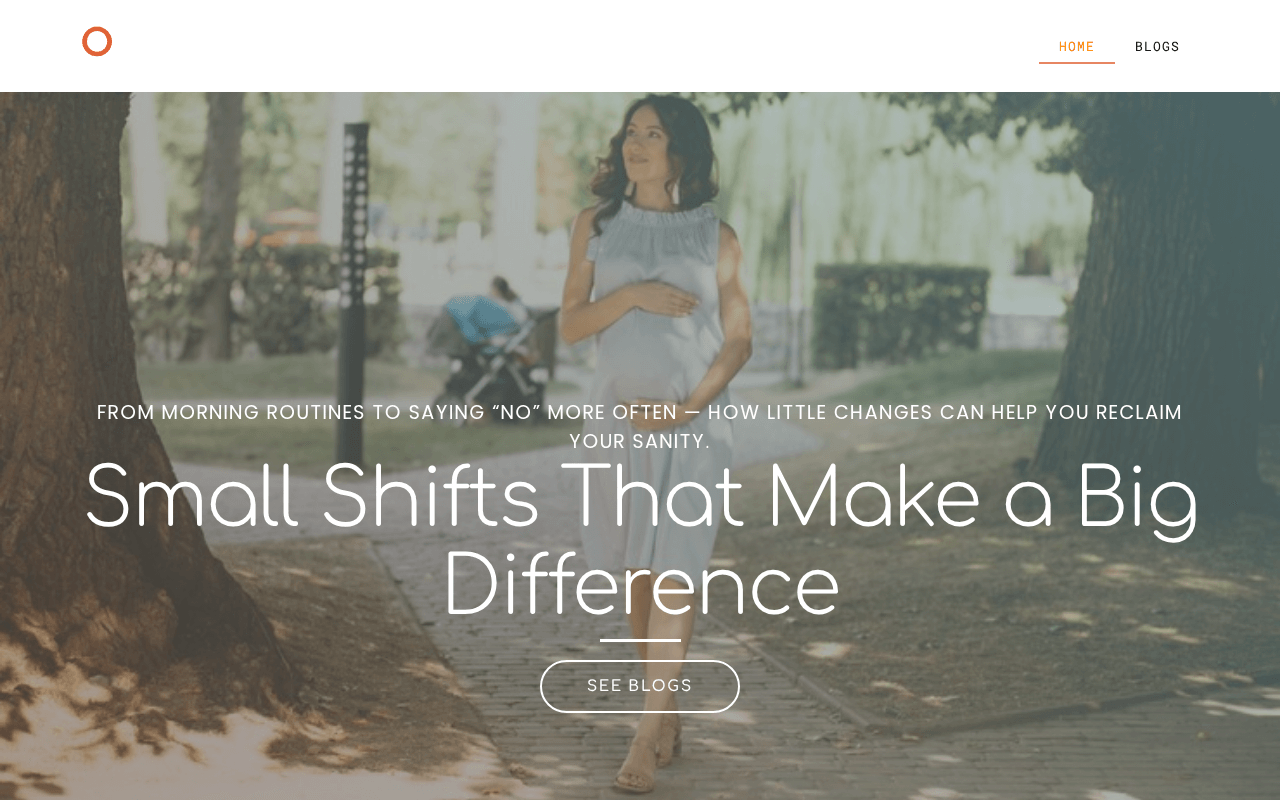 HOME BLOGS
FROM MORNING ROUTINES TO SAYING “NO” MORE OFTEN — HOW LITTLE CHANGES CAN HELP YOU RECLAIM
YOUR SANITY.
Small Shifts That Make a Big
Difference
SEE BLOGS